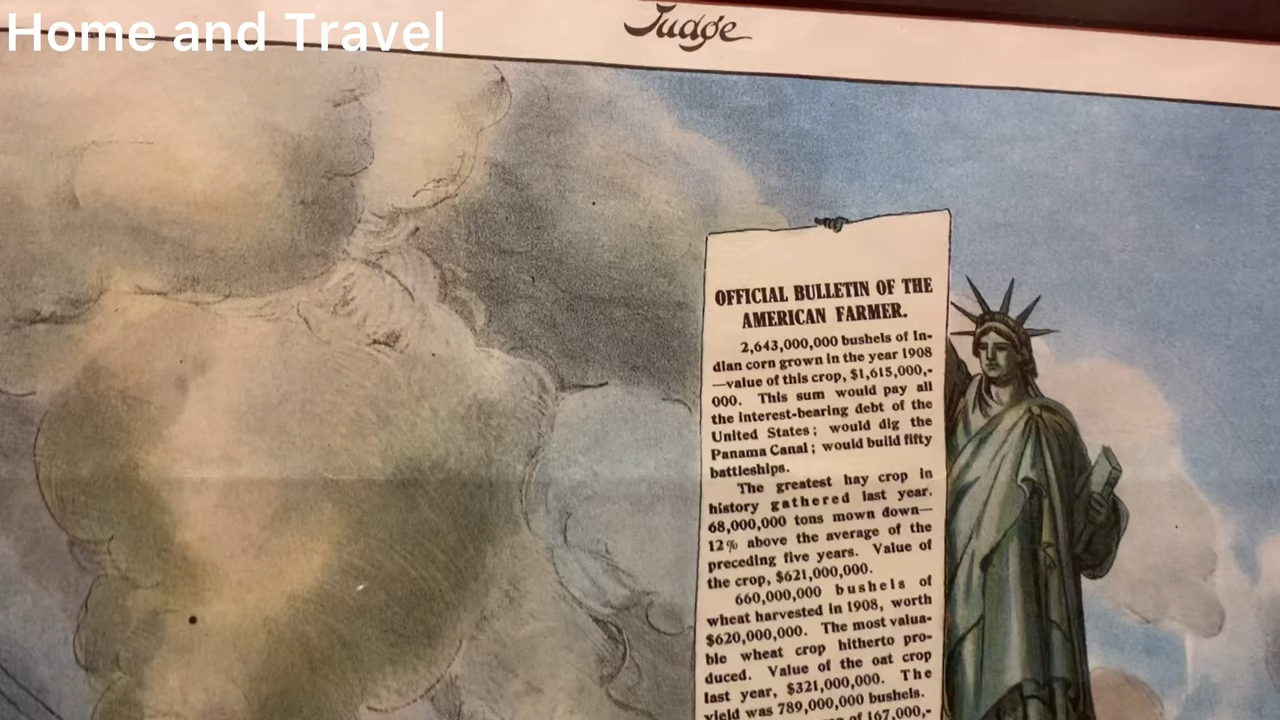 Home and Travel
Judge
OFFICIAL BULLETIN OF THE
AMERICAN FARMER.
2,643,000,000 bushels of In-
dian corn grown in the year 1908
—value of this crop, $1,615,000,-
000. This sum would pay all
the interest-bearing debt of the
United States; would dig the
Panama Canal; would build fifty
battleships.
The greatest hay crop in
history gathered last year.
68,000,000 tons mown down—
12% above the average of the
preceding five years. Value of
the crop, $621,000,000.
660,000,000 bushels of
wheat harvested in 1908, worth
$620,000,000. The most valua-
ble wheat crop hitherto pro-
duced. Value of the oat crop
last year, $321,000,000. The
yield was 789,000,000 bushels.
of 167,000,-